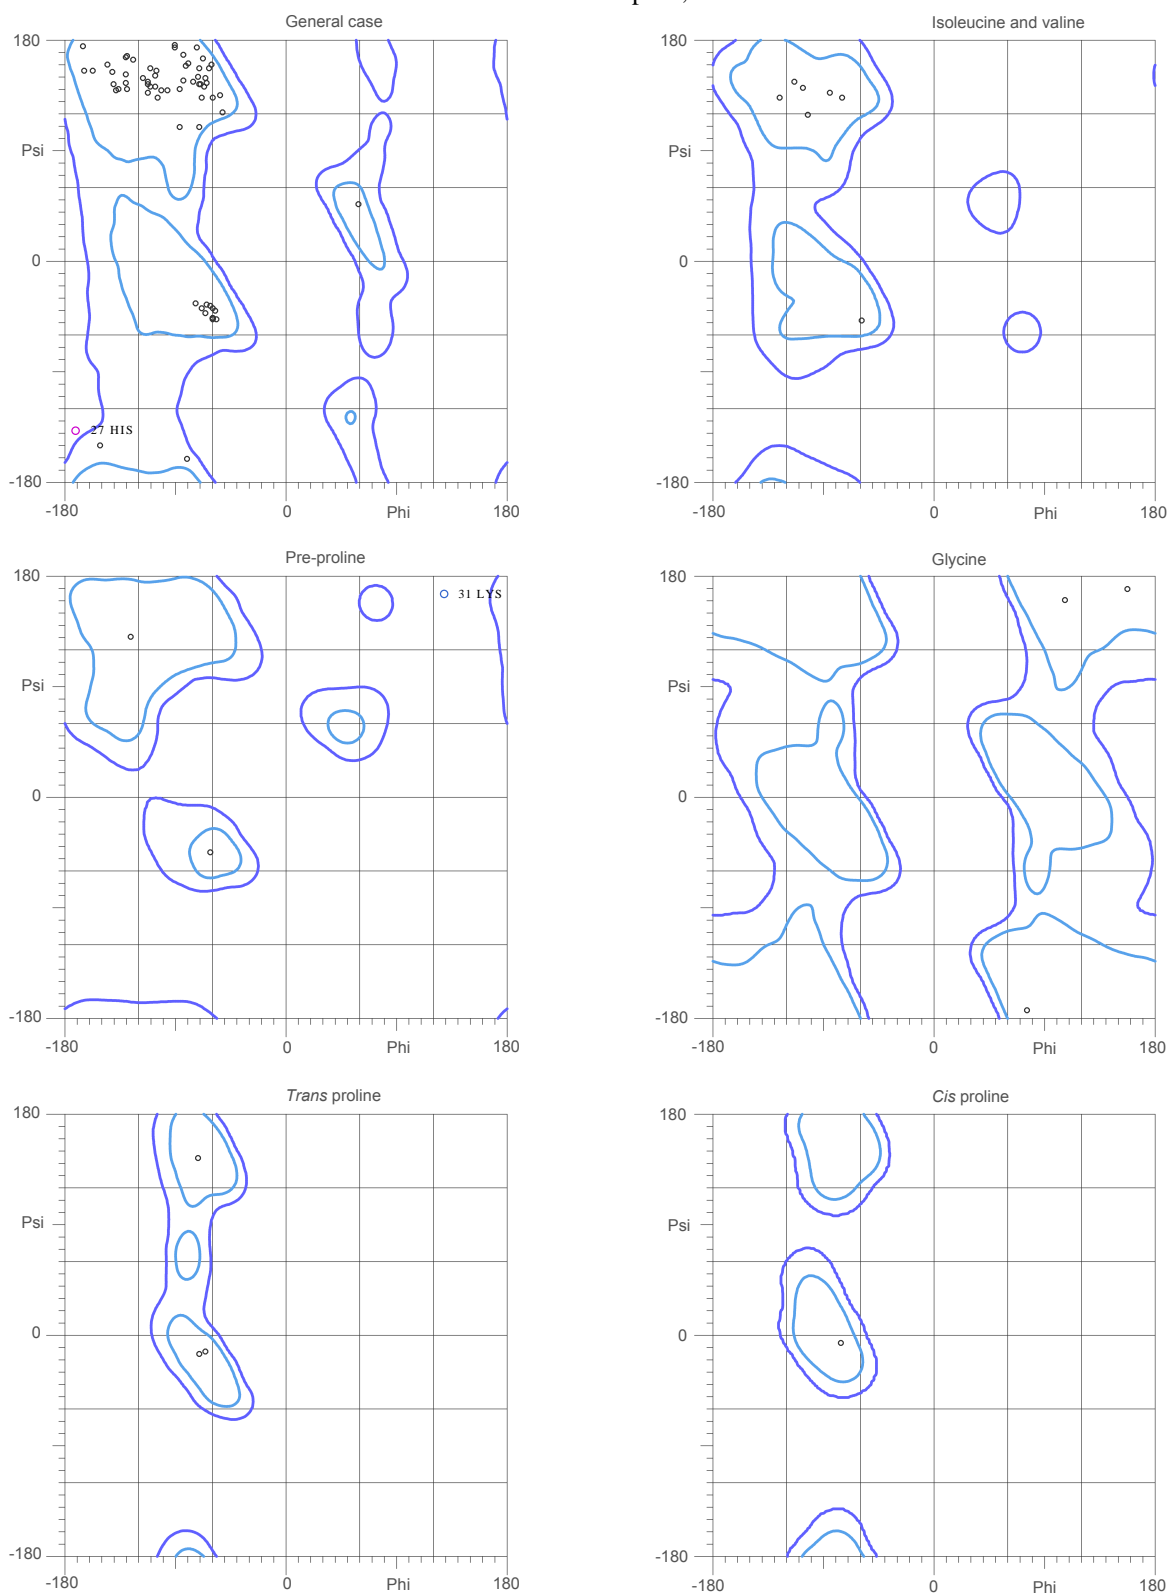 General case
Isoleucine and valine
180
180
Psi
Psi
0
0
27 HIS
-180
-180
-180
0
Phi
180
-180
0
Phi
180
Pre-proline
Glycine
180
31 LYS
180
Psi
Psi
0
0
-180
-180
-180
0
Phi
180
-180
0
Phi
180
Trans proline
Cis proline
180
180
Psi
Psi
0
0
-180
-180
-180
0
Phi
180
-180
0
Phi
180